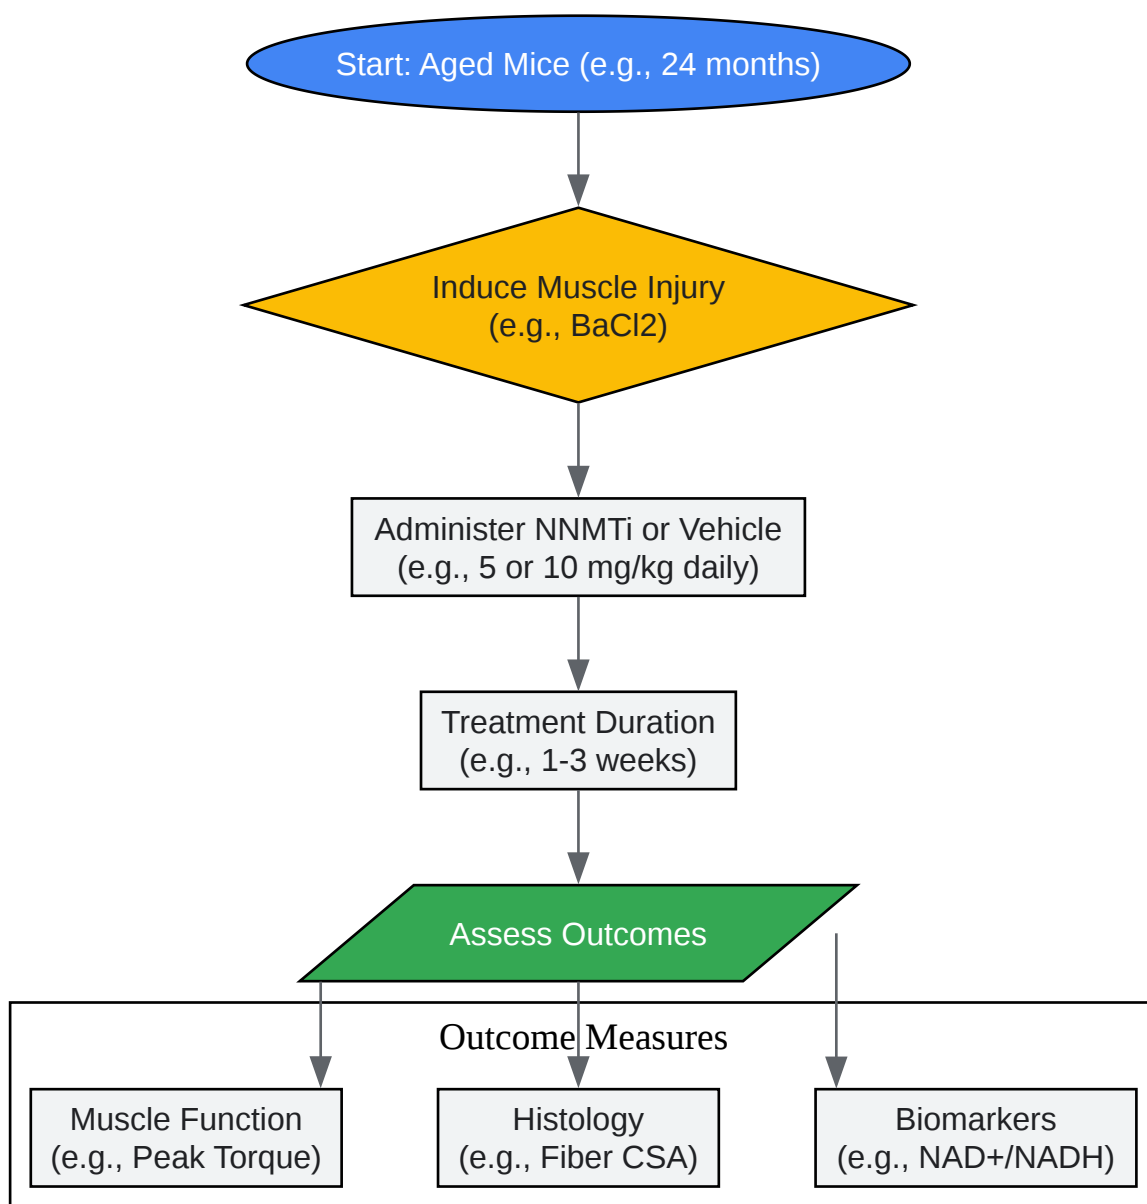 Start: Aged Mice (e.g., 24 months)
Induce Muscle Injury
(e.g., BaCl2)
Administer NNMTi or Vehicle
(e.g., 5 or 10 mg/kg daily)
Treatment Duration
(e.g., 1-3 weeks)
Assess Outcomes
Outcome Measures
Muscle Function
(e.g., Peak Torque)
Histology
(e.g., Fiber CSA)
Biomarkers
(e.g., NAD+/NADH)